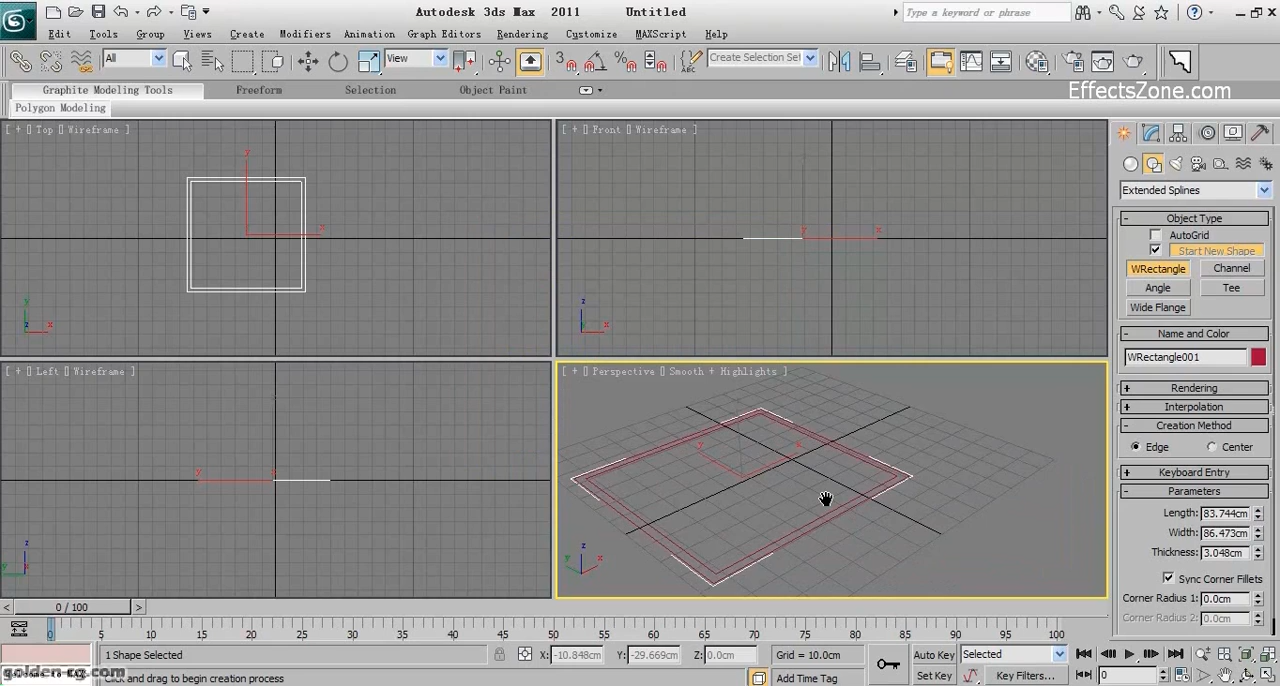 Autodesk 3ds Max 2011 Untitled
Type a keyword or phrase
Edit Tools Group Views Create Modifiers Animation Graph Editors Rendering Customize MAXScript Help
All View Create Selection Set
Graphite Modeling Tools Freeform Selection Object Paint
EffectsZone.com
Polygon Modeling
[ + [] Top [] Wireframe ]
[ + [] Front [] Wireframe ]
Extended Splines
- Object Type
AutoGrid
Start New Shape
WRectangle Channel
Angle Tee
Wide Flange
- Name and Color
WRectangle001
[ + [] Left [] Wireframe ]
[ + [] Perspective [] Smooth + Highlights ]
+ Rendering
+ Interpolation
- Creation Method
Edge Center
+ Keyboard Entry
- Parameters
Length: 83.744cm
Width: 86.473cm
Thickness: 3.048cm
Sync Corner Fillets
Corner Radius 1: 0.0cm
Corner Radius 2: 0.0cm
< 0 / 100 >
0 5 10 15 20 25 30 35 40 45 50 55 60 65 70 75 80 85 90 95 100
1 Shape Selected X: -10.848cm Y: -29.669cm Z: 0.0cm Grid = 10.0cm Auto Key Selected
golden-cg.com
Click and drag to begin creation process Add Time Tag Set Key Key Filters... 0